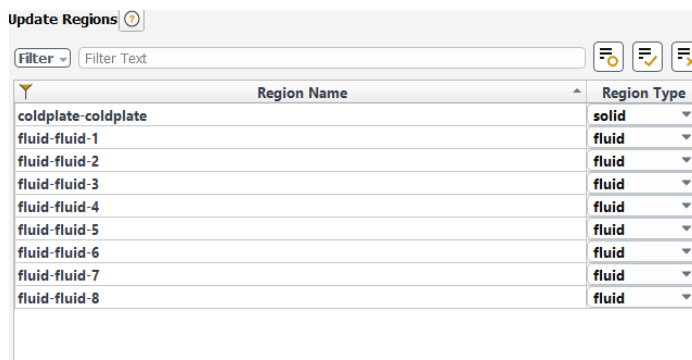 Update Regions ?
Filter Filter Text
Region Name Region Type
coldplate-coldplate solid
fluid-fluid-1 fluid
fluid-fluid-2 fluid
fluid-fluid-3 fluid
fluid-fluid-4 fluid
fluid-fluid-5 fluid
fluid-fluid-6 fluid
fluid-fluid-7 fluid
fluid-fluid-8 fluid